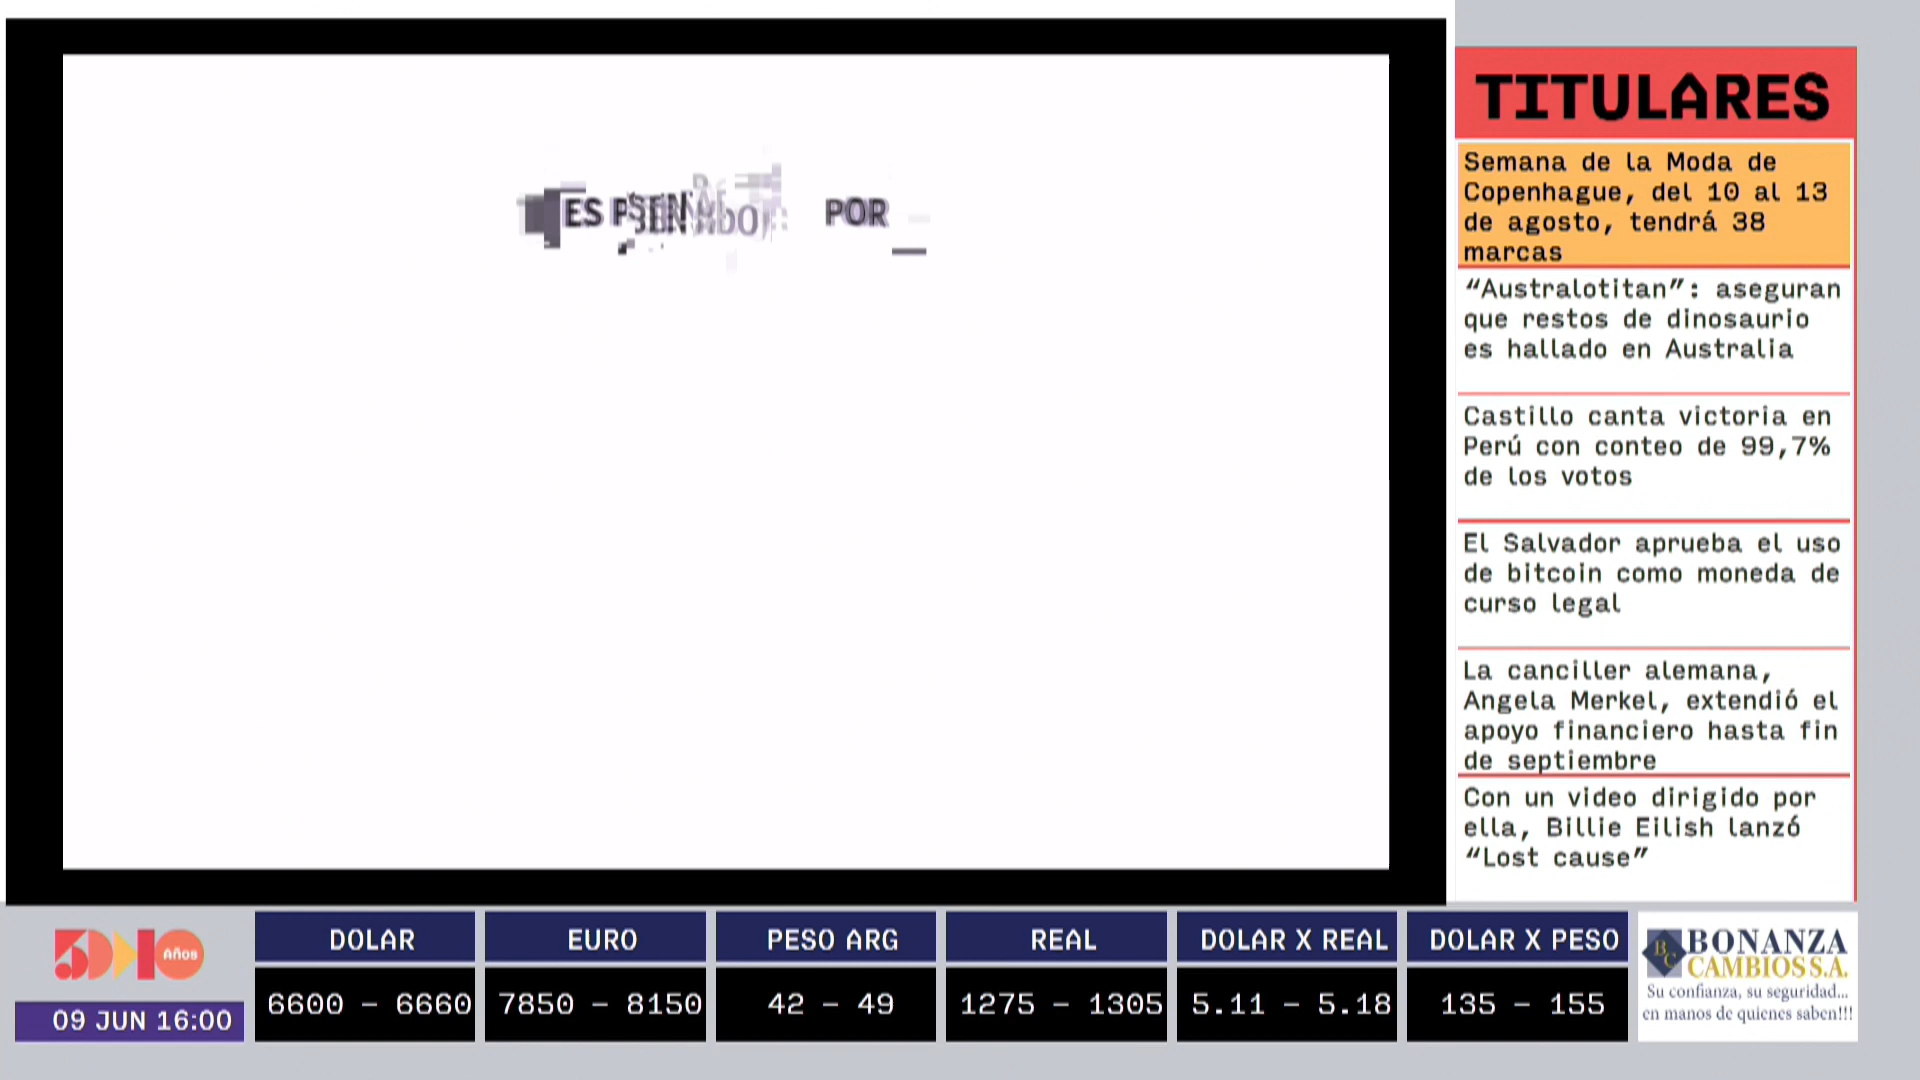 POR
TITULARES
Semana de la Moda de
Copenhague, del 10 al 13
de agosto, tendrá 38
marcas
“Australotitan”: aseguran
que restos de dinosaurio
es hallado en Australia
Castillo canta victoria en
Perú con conteo de 99,7%
de los votos
El Salvador aprueba el uso
de bitcoin como moneda de
curso legal
La canciller alemana,
Angela Merkel, extendió el
apoyo financiero hasta fin
de septiembre
Con un video dirigido por
ella, Billie Eilish lanzó
“Lost cause”
Años
09 JUN 16:00
DOLAR
6600 - 6660
EURO
7850 - 8150
PESO ARG
42 - 49
REAL
1275 - 1305
DOLAR X REAL
5.11 - 5.18
DOLAR X PESO
135 - 155
BC
BONANZA
CAMBIOS S.A.
Su confianza, su seguridad...
en manos de quienes saben!!!